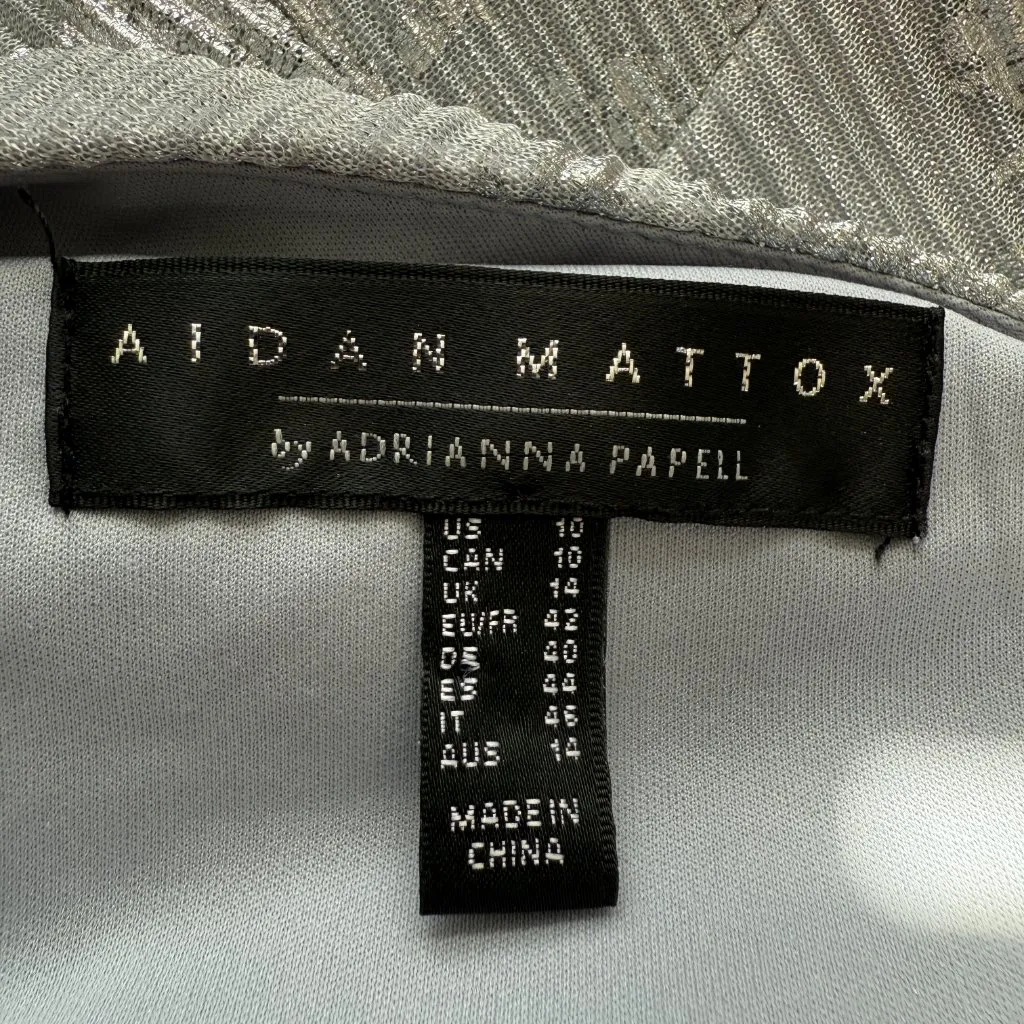 AIDAN MATTOX
by ADRIANNA PAPELL
US 10
CAN 10
UK 14
EU/FR 42
DE 40
ES 44
IT 46
AUS 14
MADE IN
CHINA